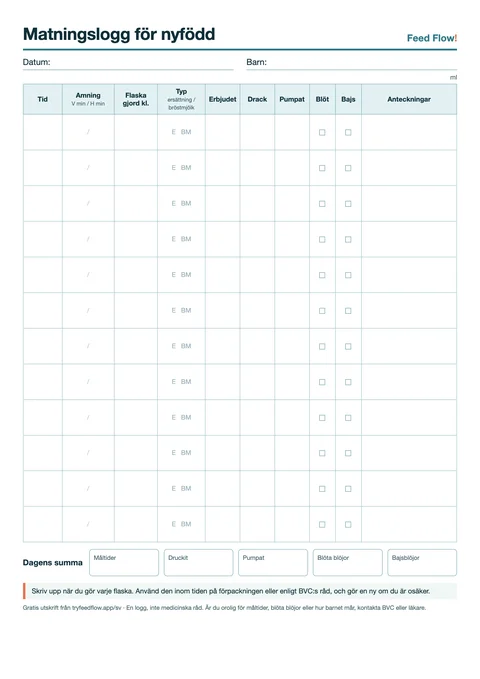 Matningslogg för nyfödd
Feed Flow!
Datum:
Barn:
ml
Tid
Amning
V min / H min
Flaska
gjord kl.
Typ
ersättning /
bröstmjölk
Erbjudet
Drack
Pumpat
Blöt
Bajs
Anteckningar
/ E BM
/ E BM
/ E BM
/ E BM
/ E BM
/ E BM
/ E BM
/ E BM
/ E BM
/ E BM
/ E BM
/ E BM
Dagens summa
Måltider
Druckit
Pumpat
Blöta blöjor
Bajsblöjor
Skriv upp när du gör varje flaska. Använd den inom tiden på förpackningen eller enligt BVC:s råd, och gör en ny om du är osäker.
Gratis utskrift från tryfeedflow.app/sv · En logg, inte medicinska råd. Är du orolig för måltider, blöta blöjor eller hur barnet mår, kontakta BVC eller läkare.